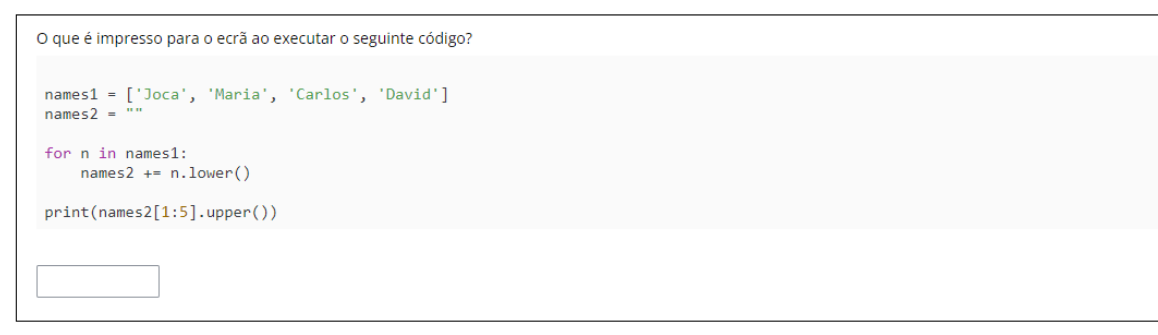 O que é impresso para o ecrã ao executar o seguinte código?
names1 = ['Joca', 'Maria', 'Carlos', 'David']
names2 = ""
for n in names1:
    names2 += n.lower()
print(names2[1:5].upper())